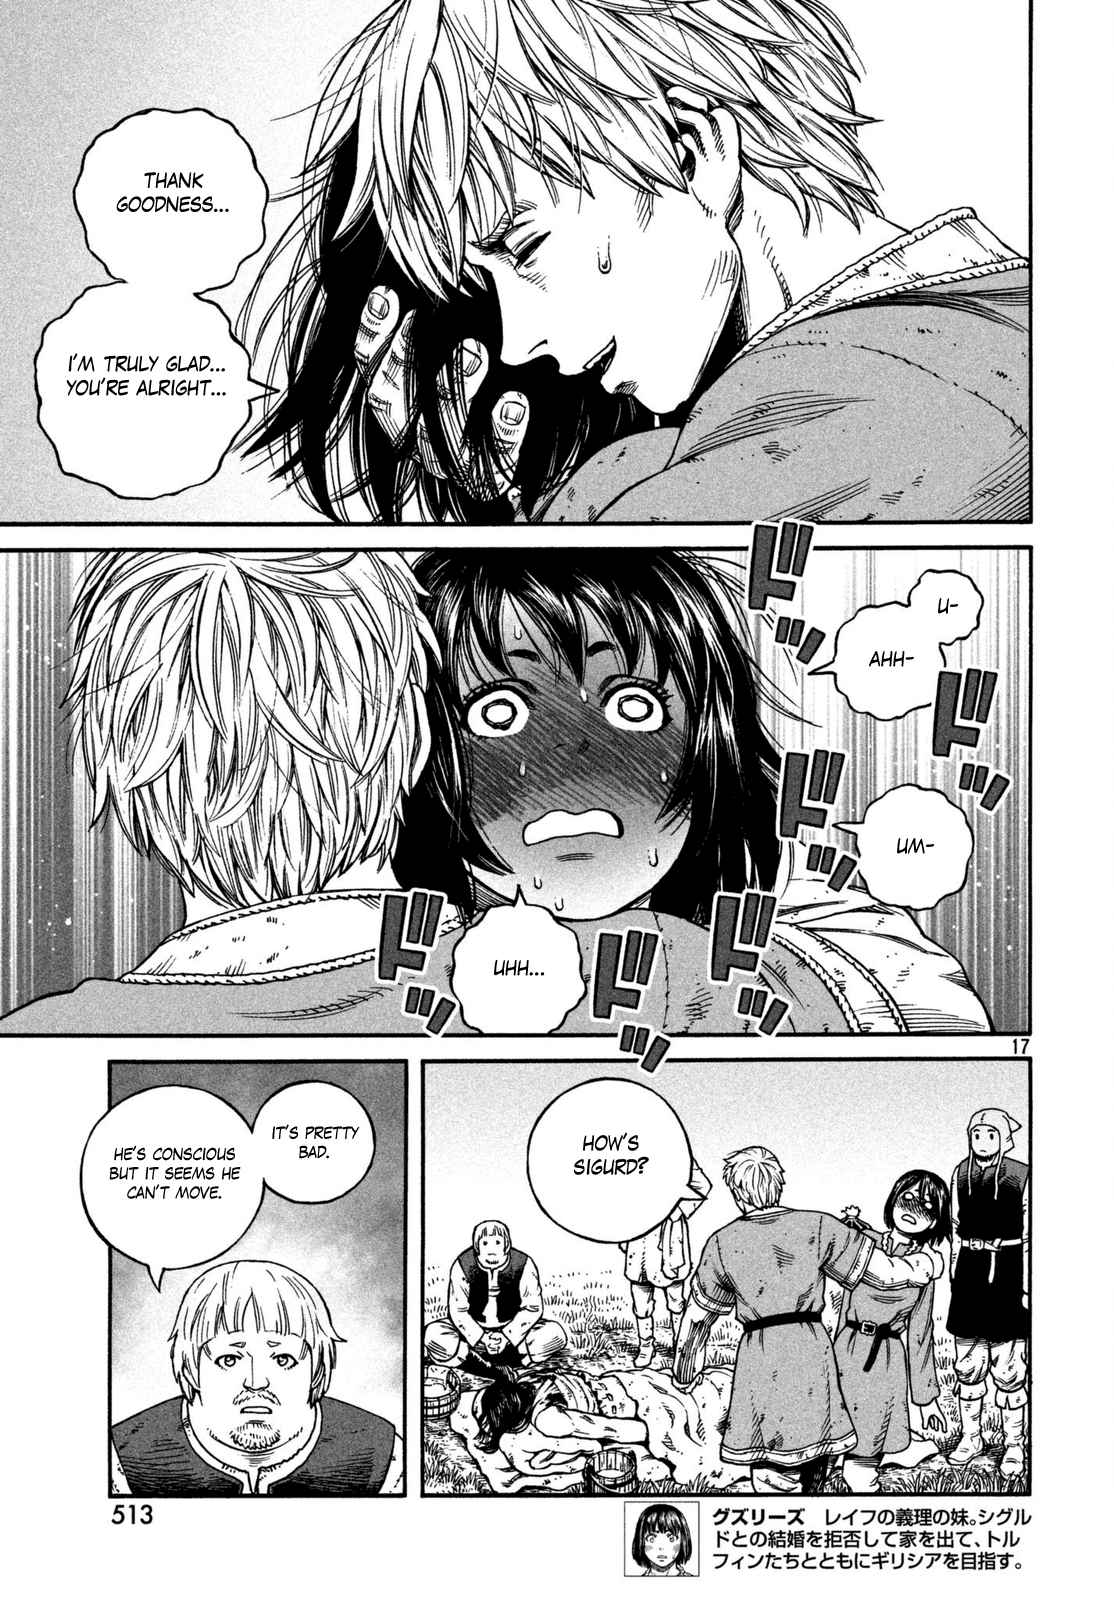 THANK
GOODNESS...
I'M TRULY GLAD...
YOU'RE ALRIGHT...
ドドッ
U-
AHH-
ドドッ
ドドッ
UM-
UHH...
ドドッ
ドドッ
17
HOW'S
SIGURD?
IT'S PRETTY
BAD.
HE'S CONSCIOUS
BUT IT SEEMS HE
CAN'T MOVE.
513
グズリーズ レイフの義理の妹。シグル
ドとの結婚を拒否して家を出て、トル
フィンたちとともにギリシアを目指す。